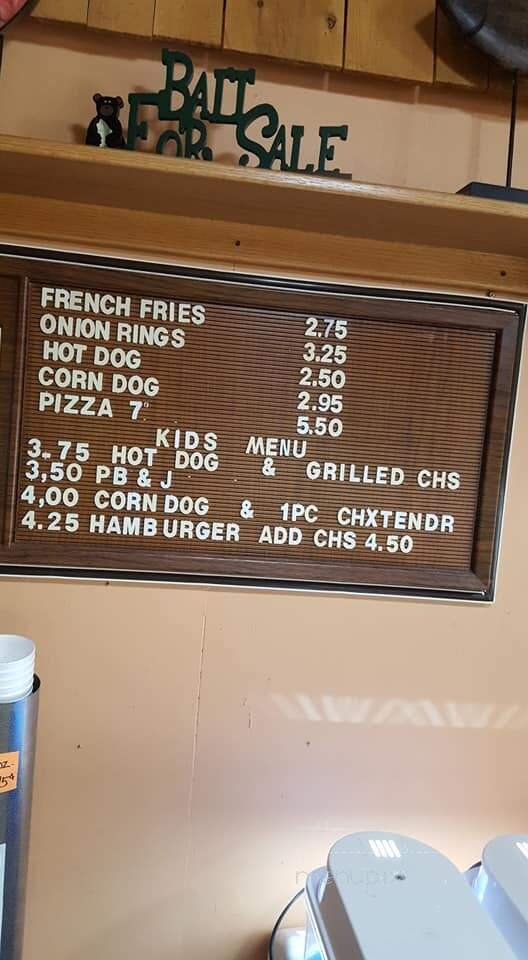 BAIT
FOR SALE
FRENCH FRIES 2.75
ONION RINGS 3.25
HOT DOG 2.50
CORN DOG 2.95
PIZZA 7" 5.50
KIDS MENU
3.75 HOT DOG & GRILLED CHS
3,50 PB & J
4,00 CORN DOG & 1PC CHXTENDR
4.25 HAMBURGER ADD CHS 4.50